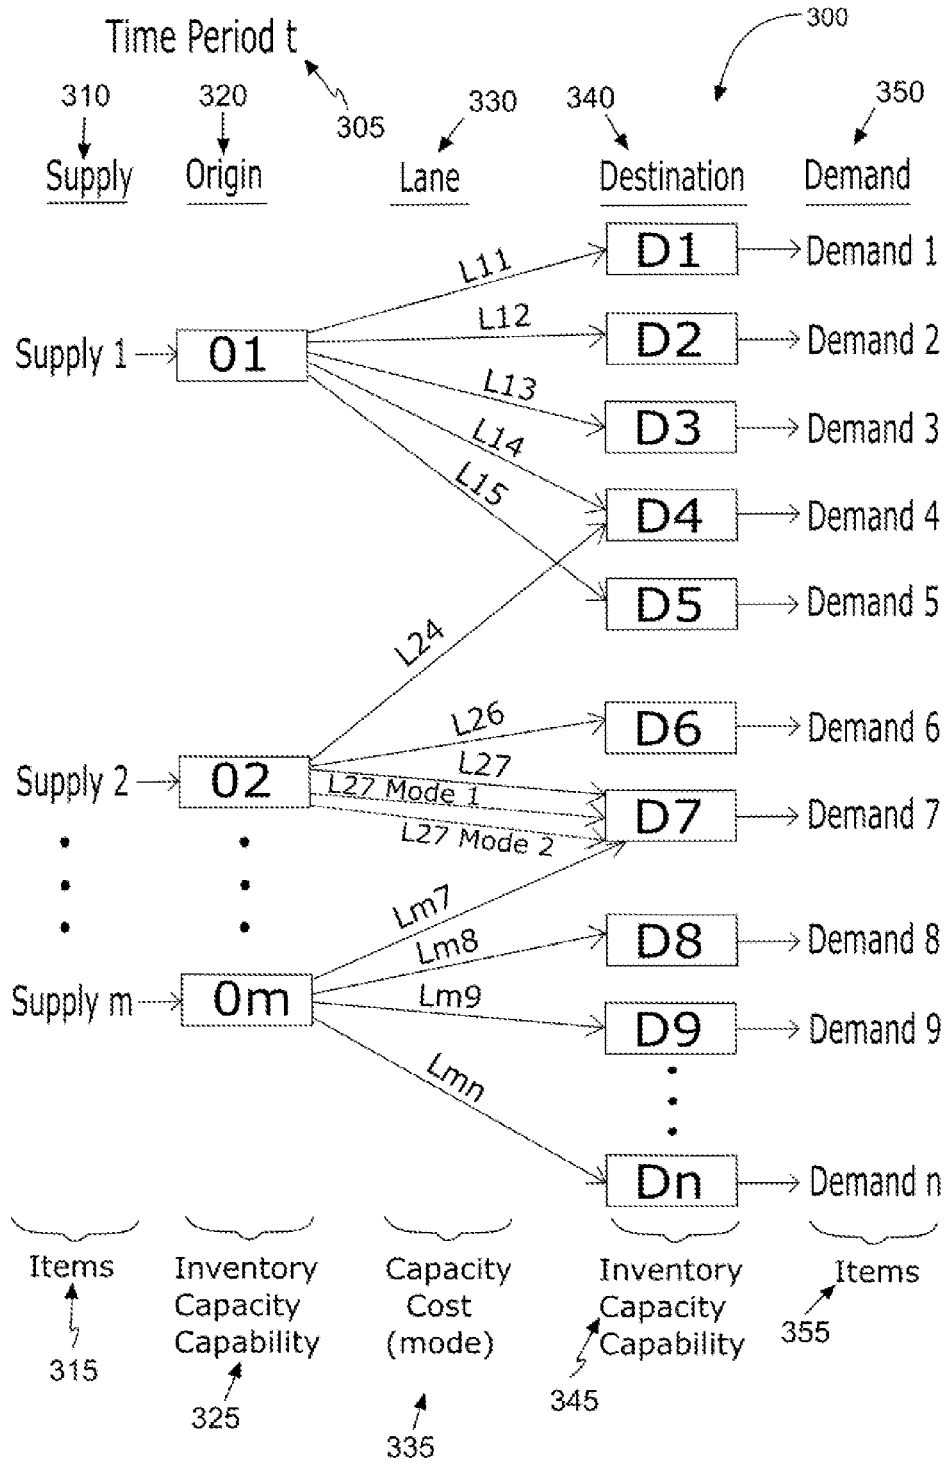 300
Time Period t
305
310 320 330 340 350
Supply Origin Lane Destination Demand
L11 D1 Demand 1
L12 D2 Demand 2
Supply 1 01
L13 D3 Demand 3
L14 D4 Demand 4
L15 D5 Demand 5
L24
L26 D6 Demand 6
Supply 2 02 L27
L27 Mode 1 D7 Demand 7
L27 Mode 2
Lm7
Lm8 D8 Demand 8
Supply m 0m Lm9
D9 Demand 9
Lmn
Dn Demand n
Items Inventory Capacity Inventory Items
Capacity Cost Capacity
Capability (mode) Capability
315 325 335 345 355